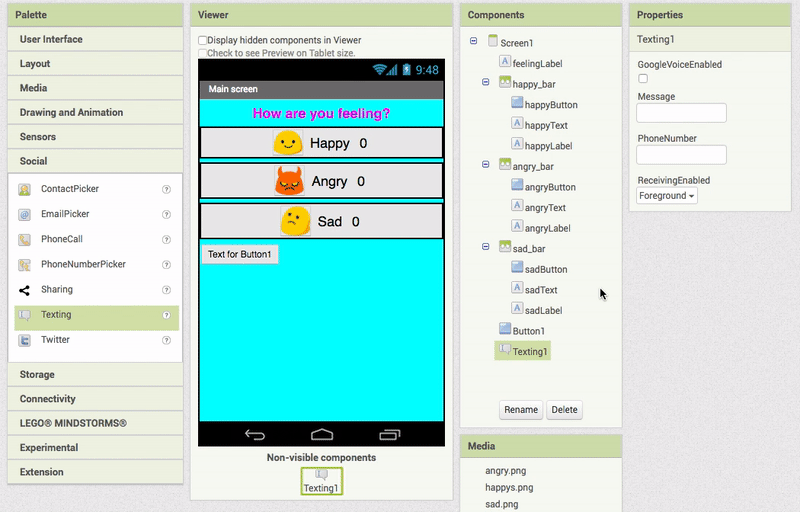 Palette
User Interface
Layout
Media
Drawing and Animation
Sensors
Social
ContactPicker
EmailPicker
PhoneCall
PhoneNumberPicker
Sharing
Texting
Twitter
Storage
Connectivity
LEGO® MINDSTORMS®
Experimental
Extension
Viewer
Display hidden components in Viewer
Check to see Preview on Tablet size.
9:48
Main screen
How are you feeling?
Happy 0
Angry 0
Sad 0
Text for Button1
Non-visible components
Texting1
Components
Screen1
feelingLabel
happy_bar
happyButton
happyText
happyLabel
angry_bar
angryButton
angryText
angryLabel
sad_bar
sadButton
sadText
sadLabel
Button1
Texting1
Rename Delete
Media
angry.png
happys.png
sad.png
Properties
Texting1
GoogleVoiceEnabled
Message
PhoneNumber
ReceivingEnabled
Foreground